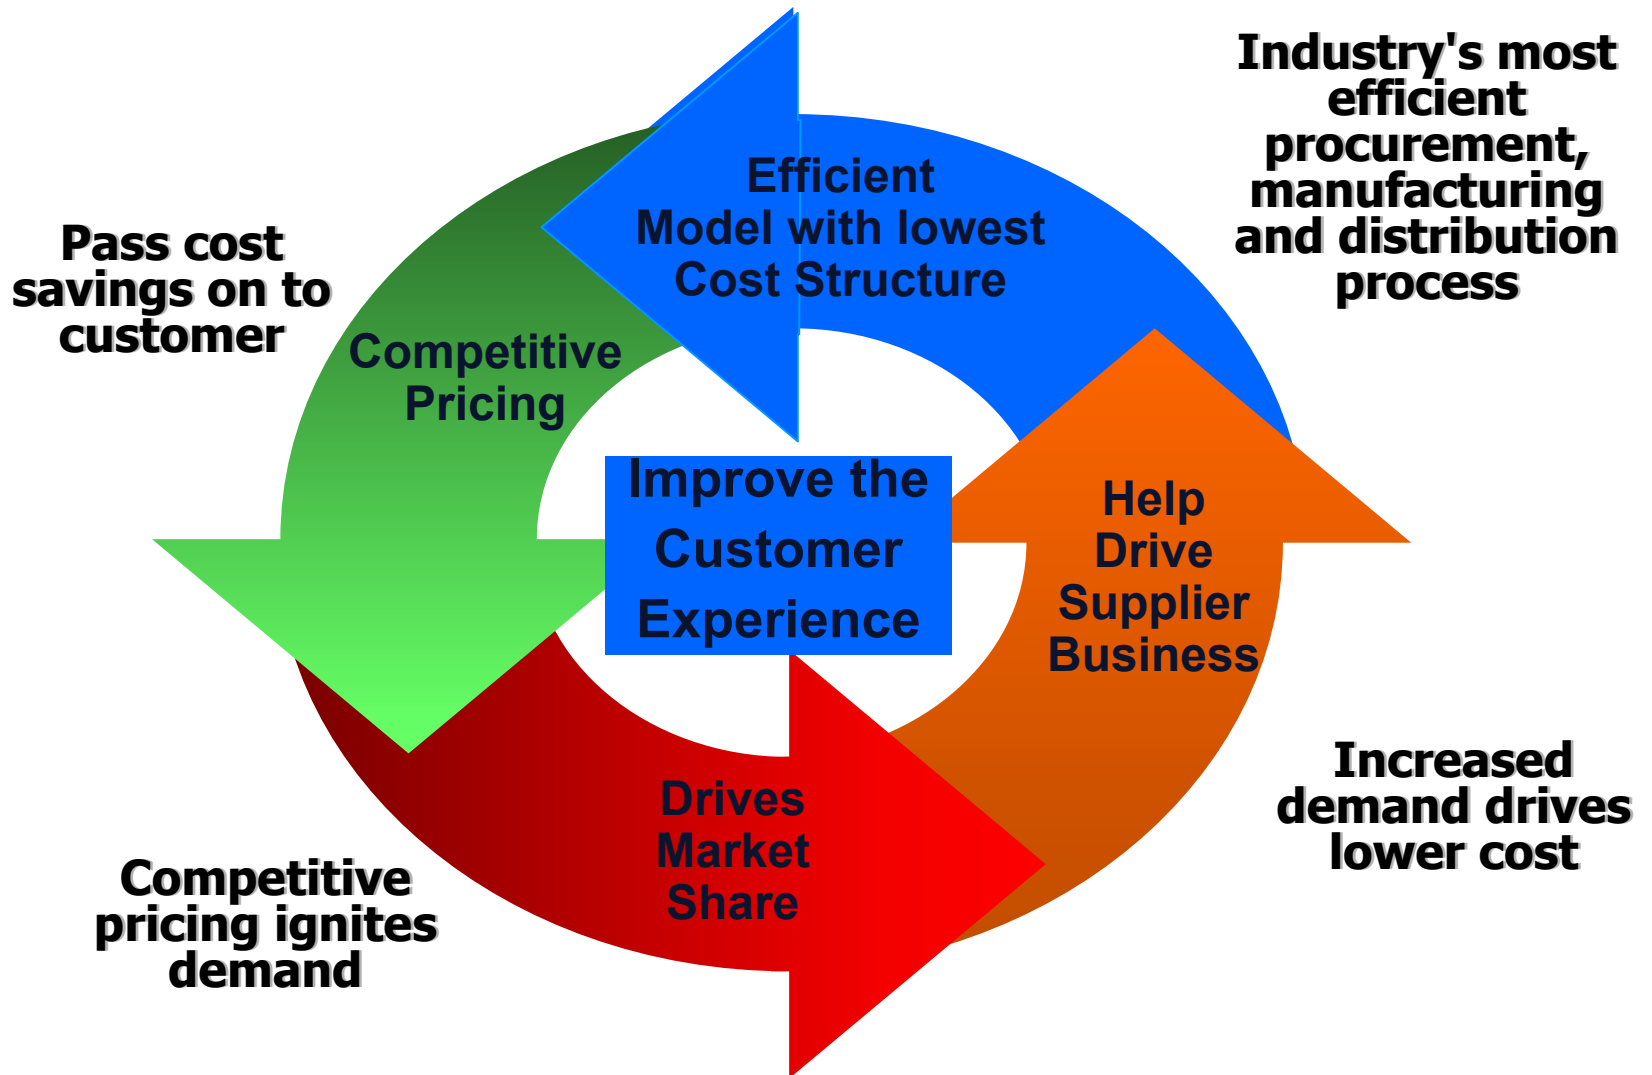 Industry's most
efficient
procurement,
manufacturing
and distribution
process
Efficient
Model with lowest
Cost Structure
Pass cost
savings on to
customer
Competitive
Pricing
Improve the
Customer
Experience
Help
Drive
Supplier
Business
Drives
Market
Share
Increased
demand drives
lower cost
Competitive
pricing ignites
demand